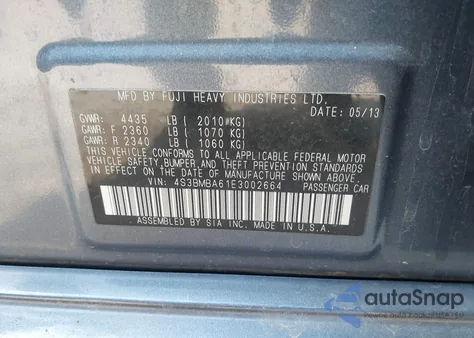 MFD BY FUJI HEAVY INDUSTRIES LTD.
DATE: 05/13
GVWR: 4435 LB ( 2010 KG)
GAWR: F 2360 LB ( 1070 KG)
GAWR: R 2340 LB ( 1060 KG)
THIS VEHICLE CONFORMS TO ALL APPLICABLE FEDERAL MOTOR
VEHICLE SAFETY, BUMPER, AND THEFT PREVENTION STANDARDS
IN EFFECT ON THE DATE OF MANUFACTURE SHOWN ABOVE.
VIN: 4S3BMBA61E3002664
PASSENGER CAR
ASSEMBLED BY SIA INC. MADE IN U.S.A.
autaSnap